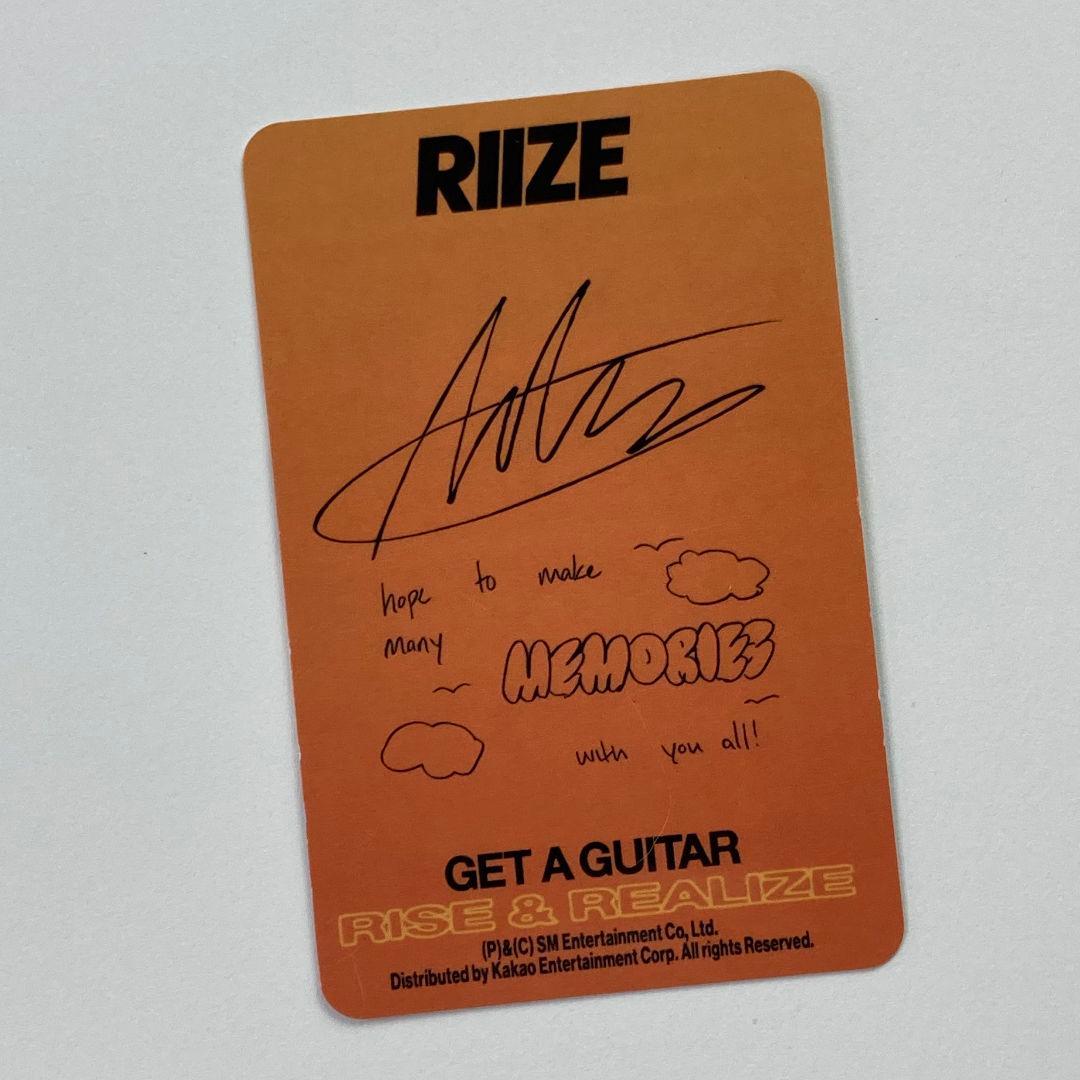 RIIZE
hope to make
many MEMORIES
with you all!
GET A GUITAR
RISE & REALIZE
(P)&(C) SM Entertainment Co., Ltd.
Distributed by Kakao Entertainment Corp. All rights Reserved.